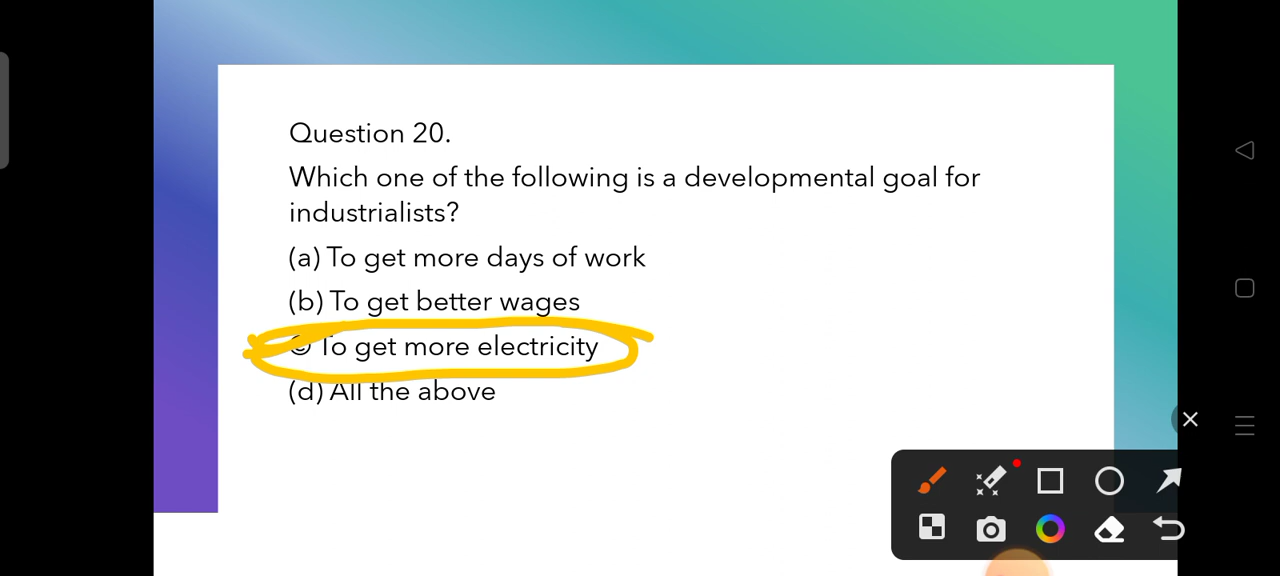 Question 20.
Which one of the following is a developmental goal for
industrialists?
(a) To get more days of work
(b) To get better wages
© To get more electricity
(d) All the above